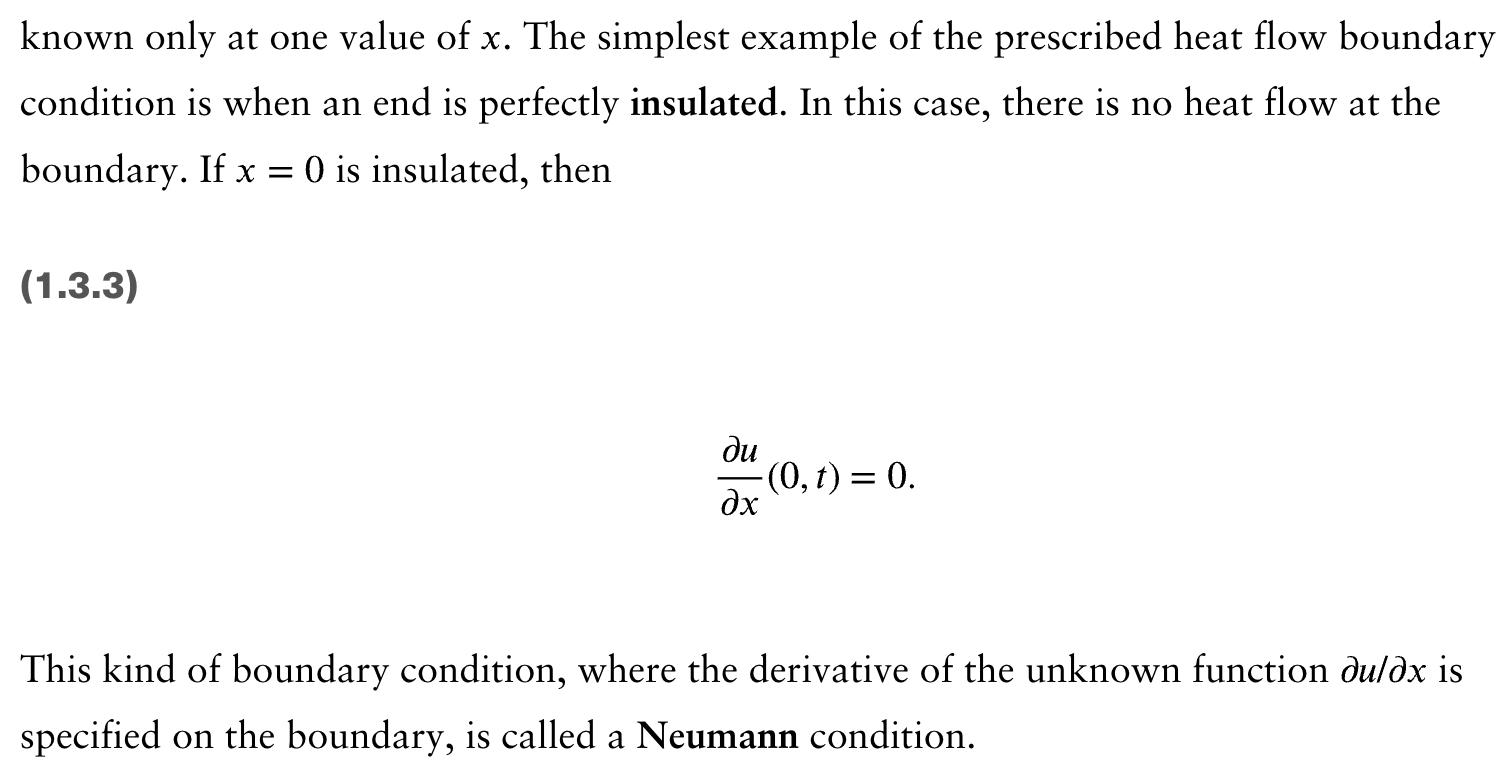 known only at one value of x. The simplest example of the prescribed heat flow boundary
condition is when an end is perfectly insulated. In this case, there is no heat flow at the
boundary. If x = 0 is insulated, then
(1.3.3)
∂u/∂x (0, t) = 0.
This kind of boundary condition, where the derivative of the unknown function ∂u/∂x is
specified on the boundary, is called a Neumann condition.